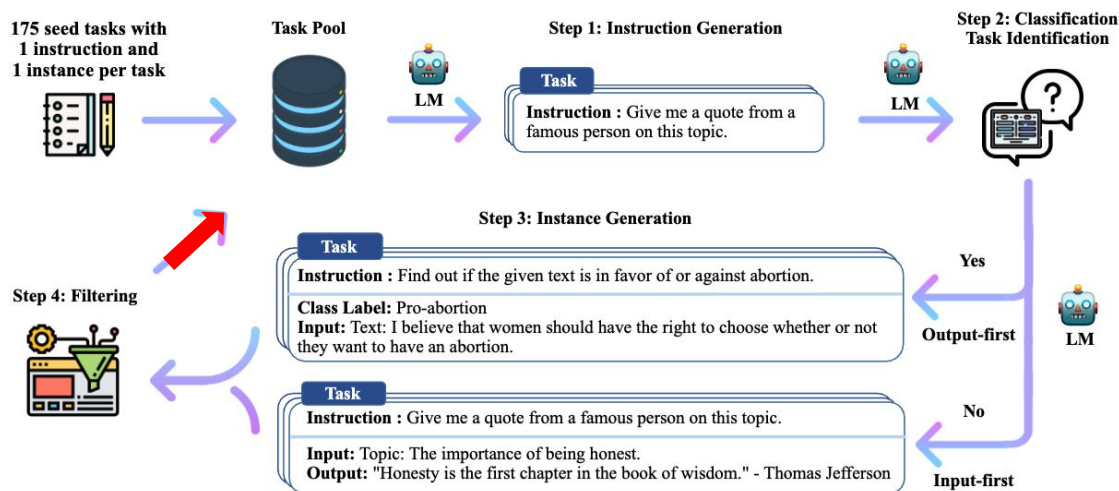 175 seed tasks with
1 instruction and
1 instance per task
Task Pool
Step 1: Instruction Generation
Step 2: Classification
Task Identification
LM
Task
Instruction : Give me a quote from a
famous person on this topic.
LM
?
Step 3: Instance Generation
Task
Instruction : Find out if the given text is in favor of or against abortion.
Class Label: Pro-abortion
Input: Text: I believe that women should have the right to choose whether or not
they want to have an abortion.
Yes
Output-first
LM
Step 4: Filtering
Task
Instruction : Give me a quote from a famous person on this topic.
Input: Topic: The importance of being honest.
Output: "Honesty is the first chapter in the book of wisdom." - Thomas Jefferson
No
Input-first